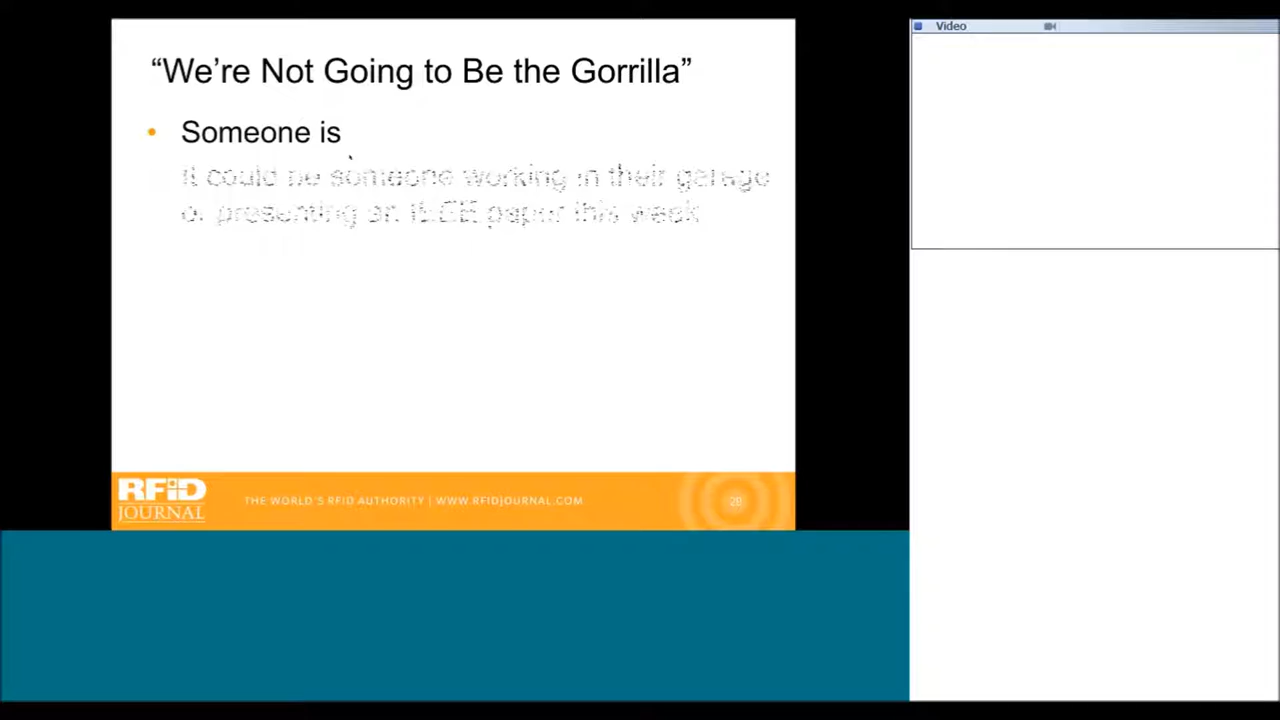 Video
“We’re Not Going to Be the Gorrilla”
• Someone is
It could be someone working in their garage
or presenting an IEEE paper this week
RFiD
JOURNAL
THE WORLD'S RFID AUTHORITY | WWW.RFIDJOURNAL.COM